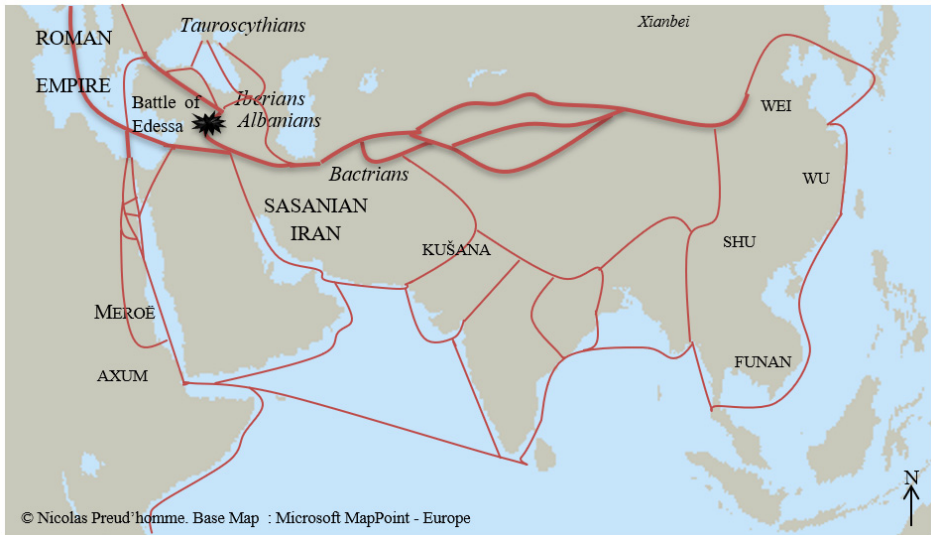 Tauroscythians
Xianbei
ROMAN
EMPIRE
Battle of
Edessa
Iberians
Albanians
WEI
Bactrians
WU
SASANIAN
IRAN
KUŠANA
SHU
MEROË
AXUM
FUNAN
N
© Nicolas Preud'homme. Base Map : Microsoft MapPoint - Europe